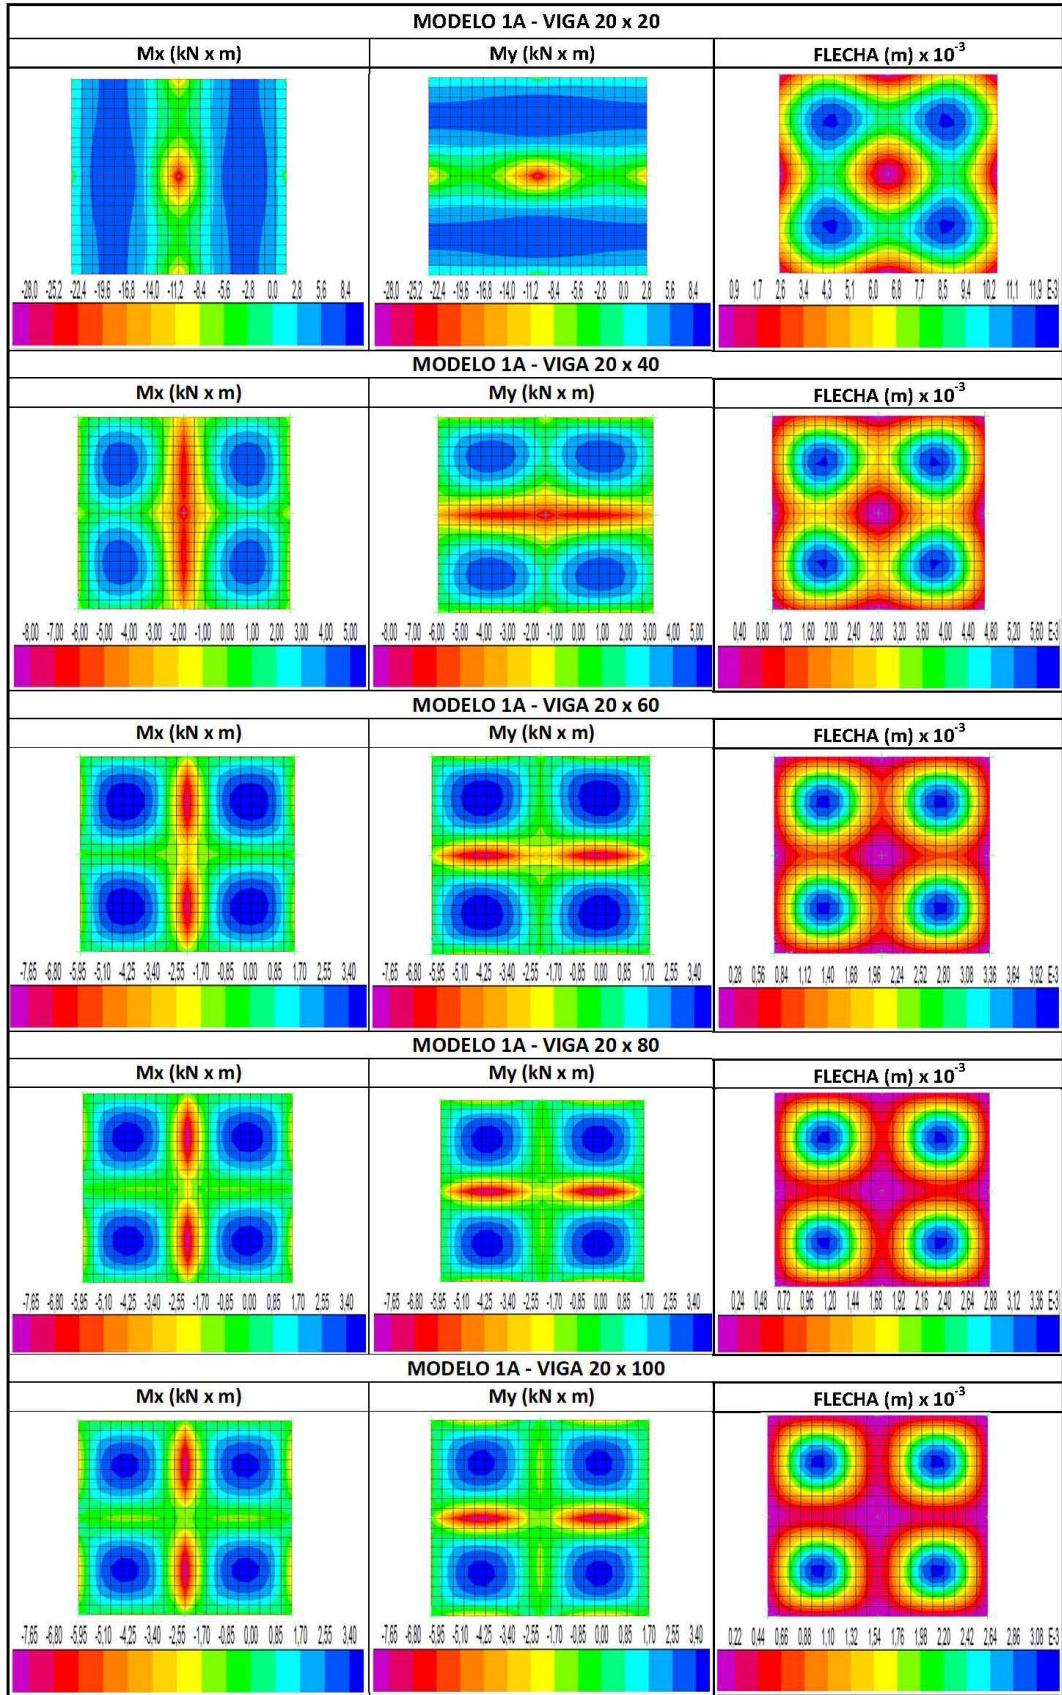 MODELO 1A - VIGA 20 x 20
Mx (kN x m) My (kN x m) FLECHA (m) x 10⁻³
-28,0 -25,2 -22,4 -19,6 -16,8 -14,0 -11,2 -8,4 -5,6 -2,8 0,0 2,8 8,4
-28,0 -25,2 -22,4 -19,6 -16,8 -14,0 -11,2 -8,4 -5,6 -2,8 0,0 2,8 8,4
0,9 1,7 2,6 4,3 5,1 6,0 6,8 7,7 8,5 9,4 10,2 11,1 11,9 E-3
MODELO 1A - VIGA 20 x 40
Mx (kN x m) My (kN x m) FLECHA (m) x 10⁻³
-8,00 -7,00 -6,00 -5,00 -4,00 -3,00 -2,00 -1,00 1,00 2,00 3,00 4,00 5,00
-8,00 -7,00 -6,00 -5,00 -4,00 -3,00 -2,00 -1,00 0,00 1,00 2,00 4,00 5,00
0,40 0,80 1,20 2,00 2,40 2,80 3,20 3,60 4,00 4,40 4,80 5,20 5,60 E-3
MODELO 1A - VIGA 20 x 60
Mx (kN x m) My (kN x m) FLECHA (m) x 10⁻³
-7,65 -6,80 -5,95 -5,10 -4,25 -3,40 -2,55 -1,70 -0,85 0,00 0,85 1,70 2,55 3,40
-7,65 -6,80 -5,95 -5,10 -4,25 -3,40 -2,55 -1,70 -0,85 0,00 0,85 1,70 2,55 3,40
0,28 0,56 0,84 1,12 1,40 1,68 1,96 2,24 2,52 2,80 3,08 3,36 3,64 3,92 E-3
MODELO 1A - VIGA 20 x 80
Mx (kN x m) My (kN x m) FLECHA (m) x 10⁻³
-7,65 -6,80 -5,95 -5,10 -4,25 -3,40 -2,55 -1,70 -0,85 0,00 0,85 1,70 2,55 3,40
-7,65 -6,80 -5,95 -5,10 -4,25 -3,40 -2,55 -1,70 -0,85 0,00 0,85 1,70 2,55 3,40
0,24 0,48 0,72 0,96 1,20 1,44 1,68 1,92 2,16 2,40 2,64 2,88 3,12 3,36 E-3
MODELO 1A - VIGA 20 x 100
Mx (kN x m) My (kN x m) FLECHA (m) x 10⁻³
-7,65 -6,80 -5,95 -5,10 -4,25 -3,40 -2,55 -1,70 -0,85 0,00 0,85 1,70 2,55 3,40
-7,65 -6,80 -5,95 -5,10 -4,25 -3,40 -2,55 -1,70 -0,85 0,00 0,85 1,70 2,55 3,40
0,22 0,44 0,66 0,88 1,10 1,32 1,54 1,76 1,98 2,20 2,42 2,64 2,86 3,08 E-3